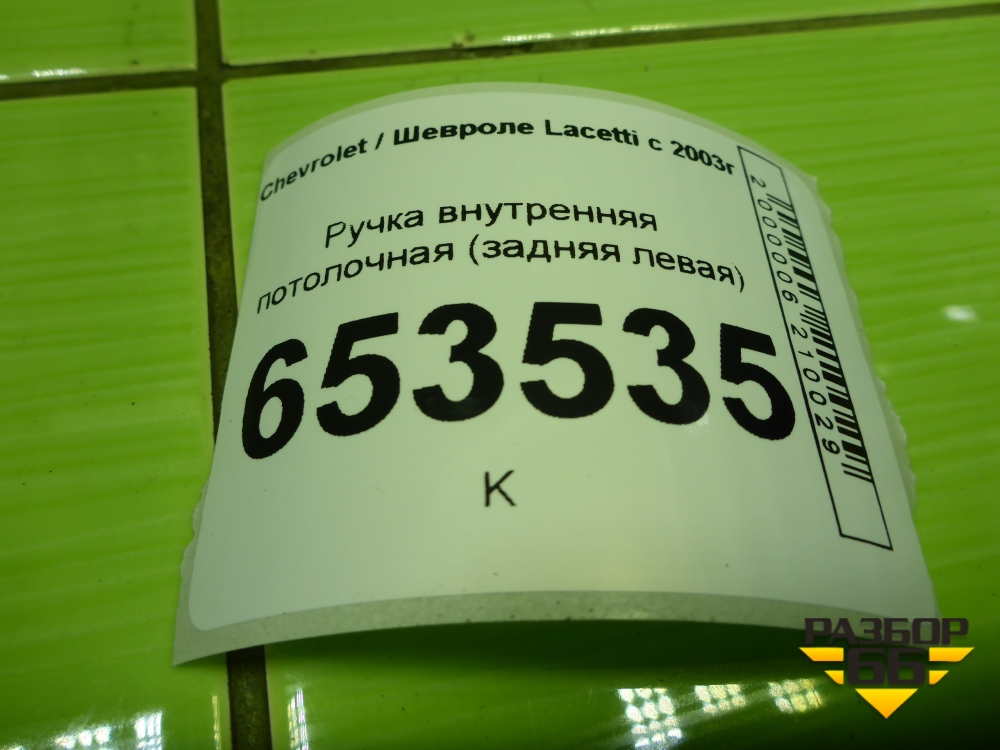 Chevrolet / Шевроле Lacetti с 2003г
Ручка внутренняя
потолочная (задняя левая)
653535
К
2000006210029
РАЗБОР
66